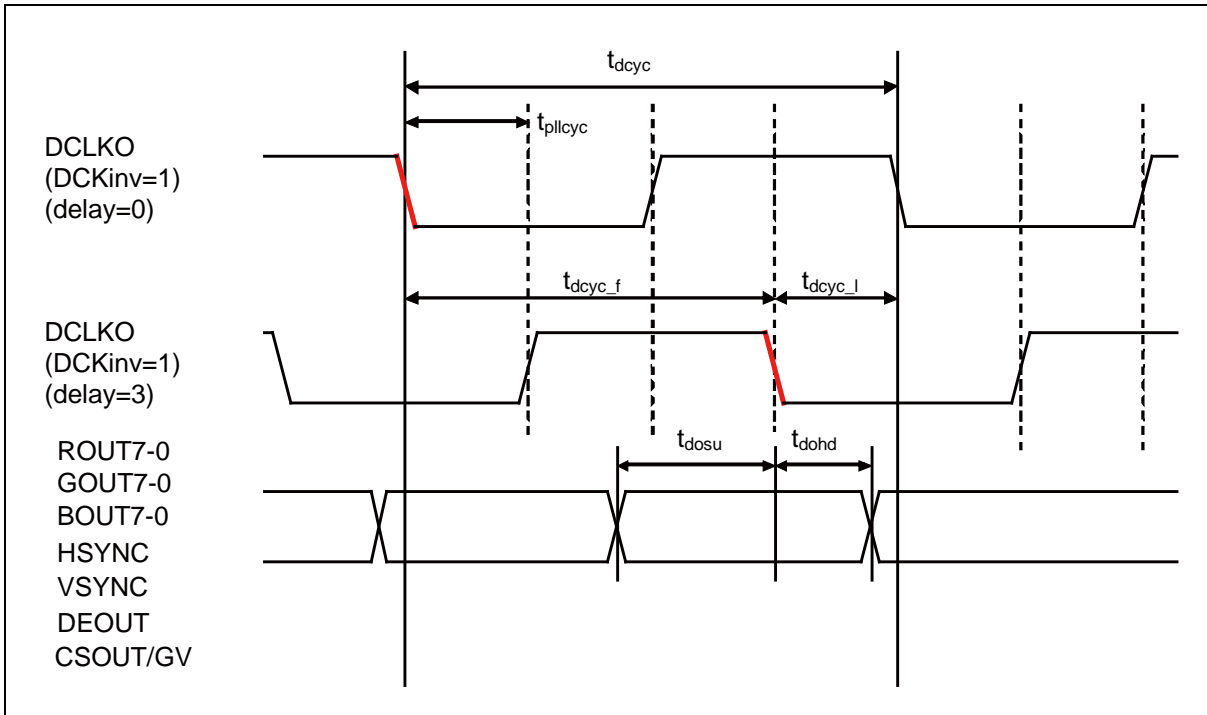 tdcyc
tpllcyc
DCLKO
(DCKinv=1)
(delay=0)
tdcyc_f
tdcyc_l
DCLKO
(DCKinv=1)
(delay=3)
tdosu
tdohd
ROUT7-0
GOUT7-0
BOUT7-0
HSYNC
VSYNC
DEOUT
CSOUT/GV